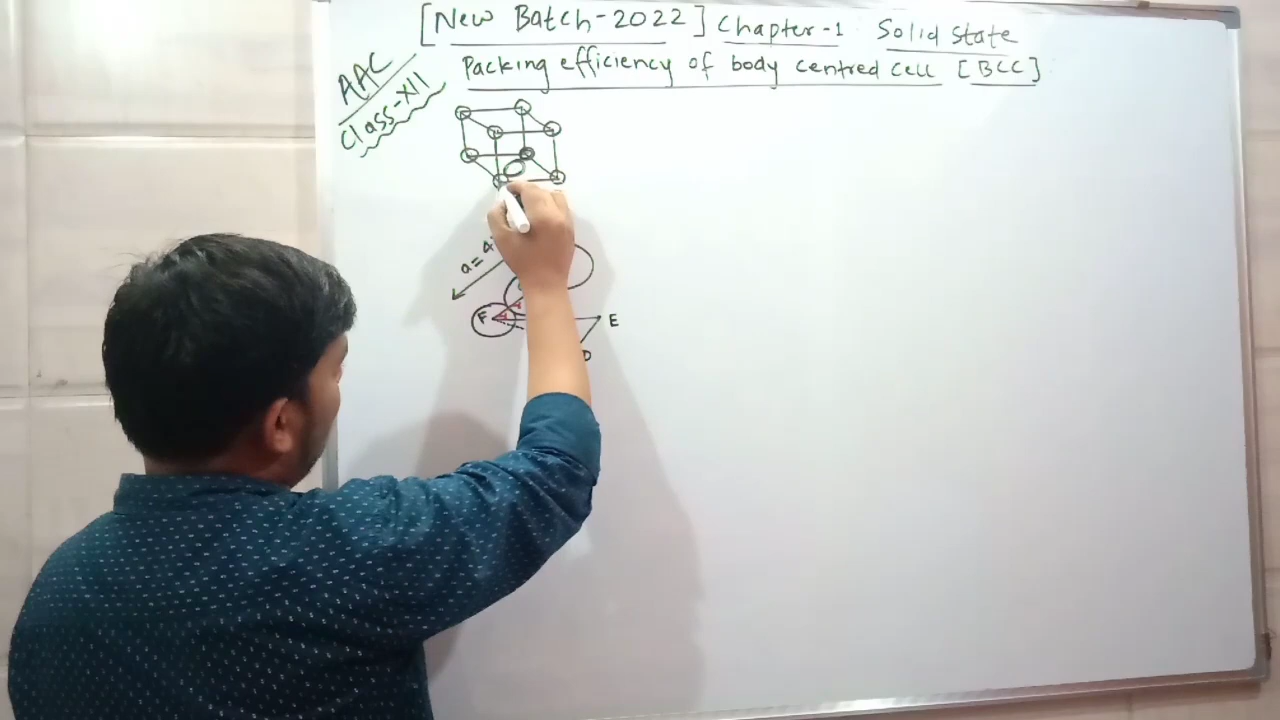 [New Batch-2022] Chapter-1 Solid State
Packing efficiency of body centred cell [BCC]
AAC
Class-XII
a=
F
E
D